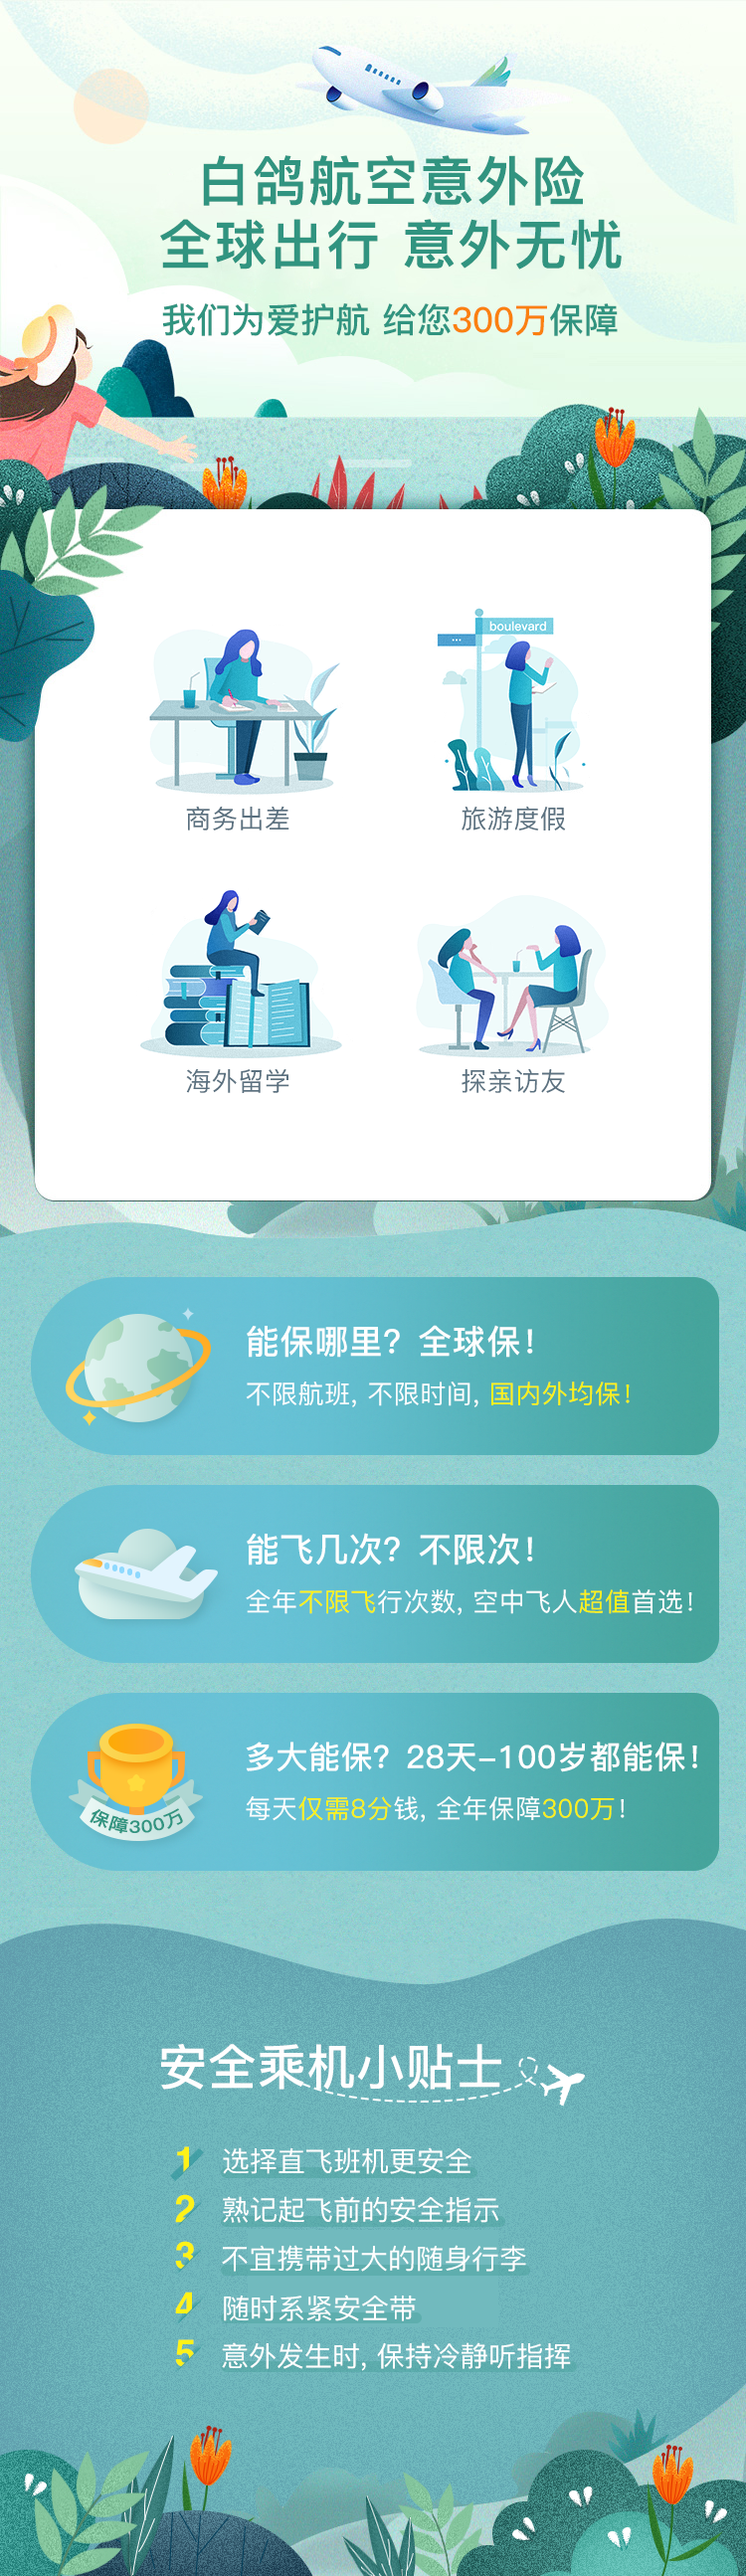 白鸽航空意外险
全球出行 意外无忧
我们为爱护航 给您300万保障
boulevard
商务出差
旅游度假
海外留学
探亲访友
能保哪里？全球保！
不限航班, 不限时间, 国内外均保！
能飞几次？不限次！
全年不限飞行次数, 空中飞人超值首选！
多大能保？28天-100岁都能保！
每天仅需8分钱, 全年保障300万！
保障300万
安全乘机小贴士
1 选择直飞班机更安全
2 熟记起飞前的安全指示
3 不宜携带过大的随身行李
4 随时系紧安全带
5 意外发生时, 保持冷静听指挥